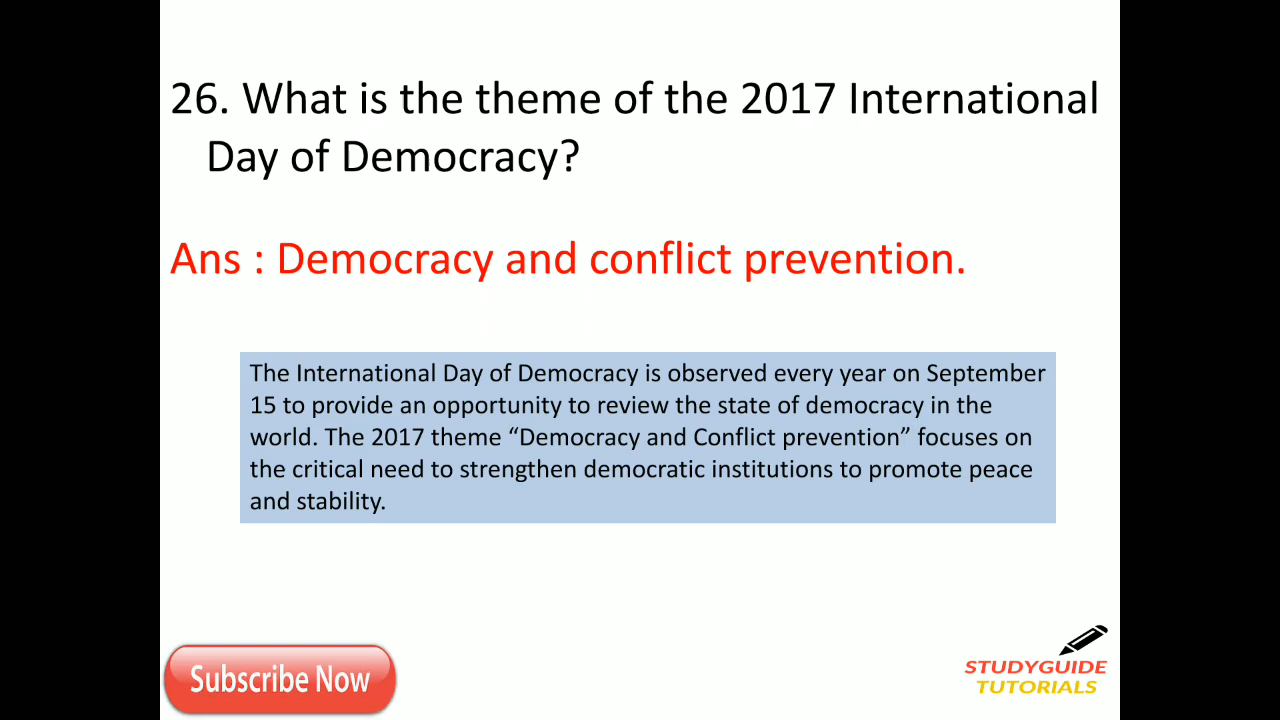 26. What is the theme of the 2017 International
Day of Democracy?
Ans : Democracy and conflict prevention.
The International Day of Democracy is observed every year on September
15 to provide an opportunity to review the state of democracy in the
world. The 2017 theme “Democracy and Conflict prevention” focuses on
the critical need to strengthen democratic institutions to promote peace
and stability.
Subscribe Now
STUDYGUIDE
TUTORIALS